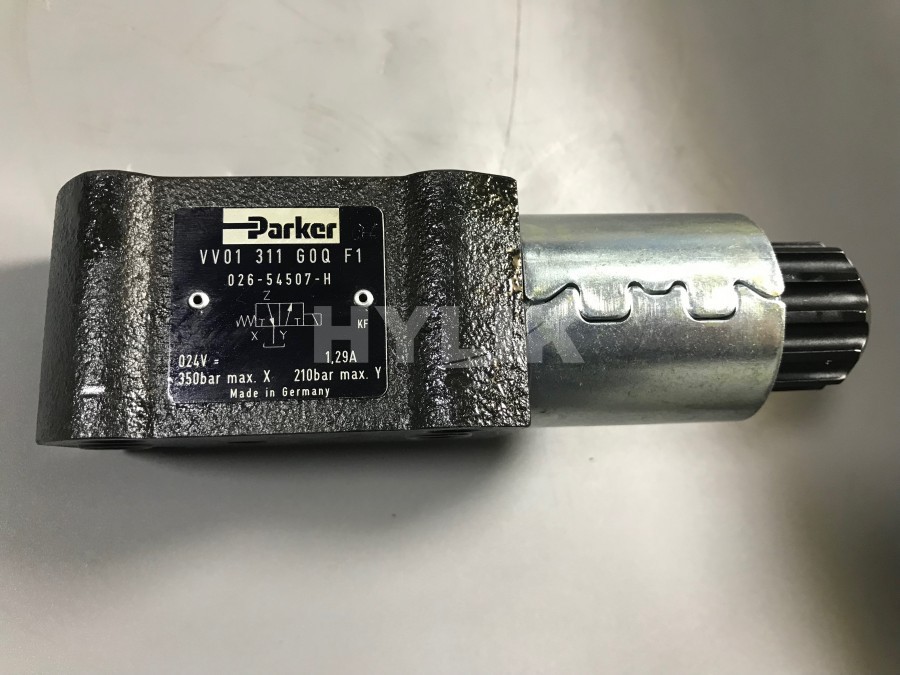 Parker
VV01 311 G0Q F1
026-54507-H
Z
X Y
KF
HYLIK
024V = 1,29A
350bar max. X 210bar max. Y
Made in Germany